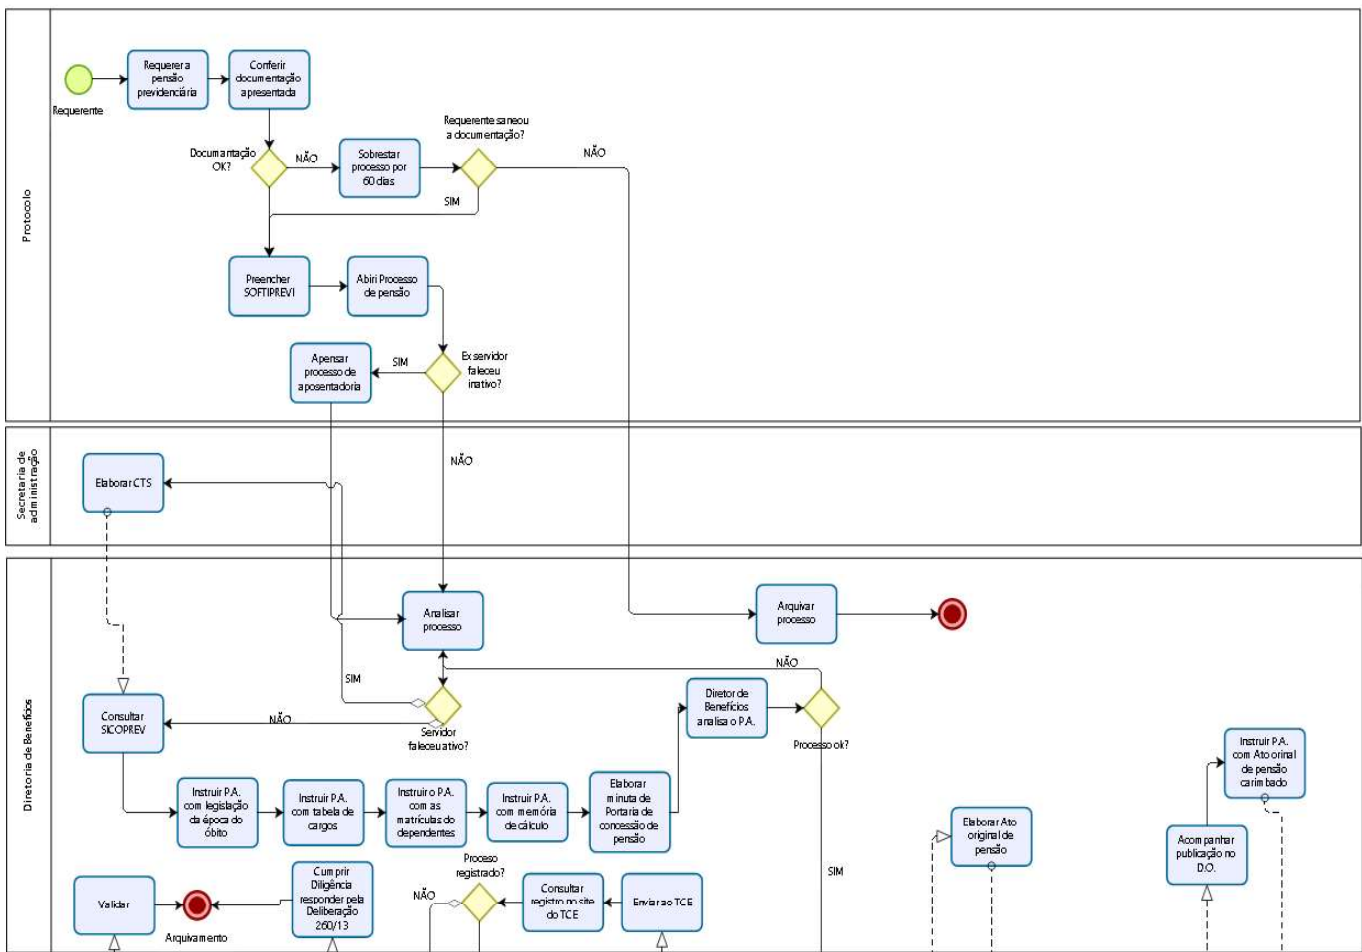 Protocolo
Requerente
Requerer a
pensão
previdenciária
Conferir
documentação
apresentada
Documantação
OK?
NÃO
Sobrestar
processo por
60 dias
Requerente saneou
a documentação?
NÃO
SIM
Preencher
SOFTIPREVI
Abiri Processo
de pensão
Apensar
processo de
aposentadoria
SIM
Ex servidor
faleceu
inativo?
Secretaria de
administração
Elaborar CTS
NÃO
Diretoria de Benefícios
Analisar
processo
Arquivar
processo
SIM
NÃO
Servidor
faleceu ativo?
Consultar
SICOPREV
NÃO
Diretor de
Benefícios
analisa o P.A.
Processo ok?
Instruir P.A.
com legislação
da época do
óbito
Instruir P.A.
com tabela de
cargos
Instruir o P.A.
com as
matrículas do
dependentes
Instruir P.A.
com memória
de cálculo
Elaborar
minuta de
Portaria de
concessão de
pensão
Instruir P.A.
com Ato orinal
de pensão
carimbado
Elaborar Ato
original de
pensão
Acompanhar
publicação no
D.O.
SIM
Validar
Arquivamento
Cumprir
Diligência
responder pela
Deliberação
260/13
NÃO
Proceso
registrado?
Consultar
registro no site
do TCE
Enviar ao TCE